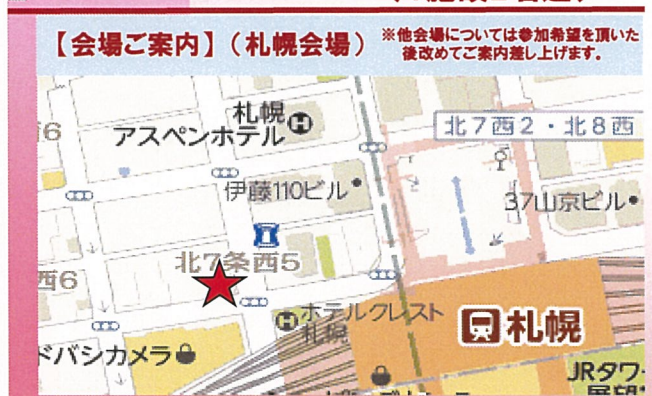 【会場ご案内】(札幌会場)
※他会場については参加希望を頂いた
後改めてご案内差し上げます。
札幌
アスペンホテル
6
北7西2・北8西
伊藤110ビル
37山京ビル
北7条西5
西6
ホテルクレスト
札幌
札幌
ドバシカメラ
JRタワー
展望